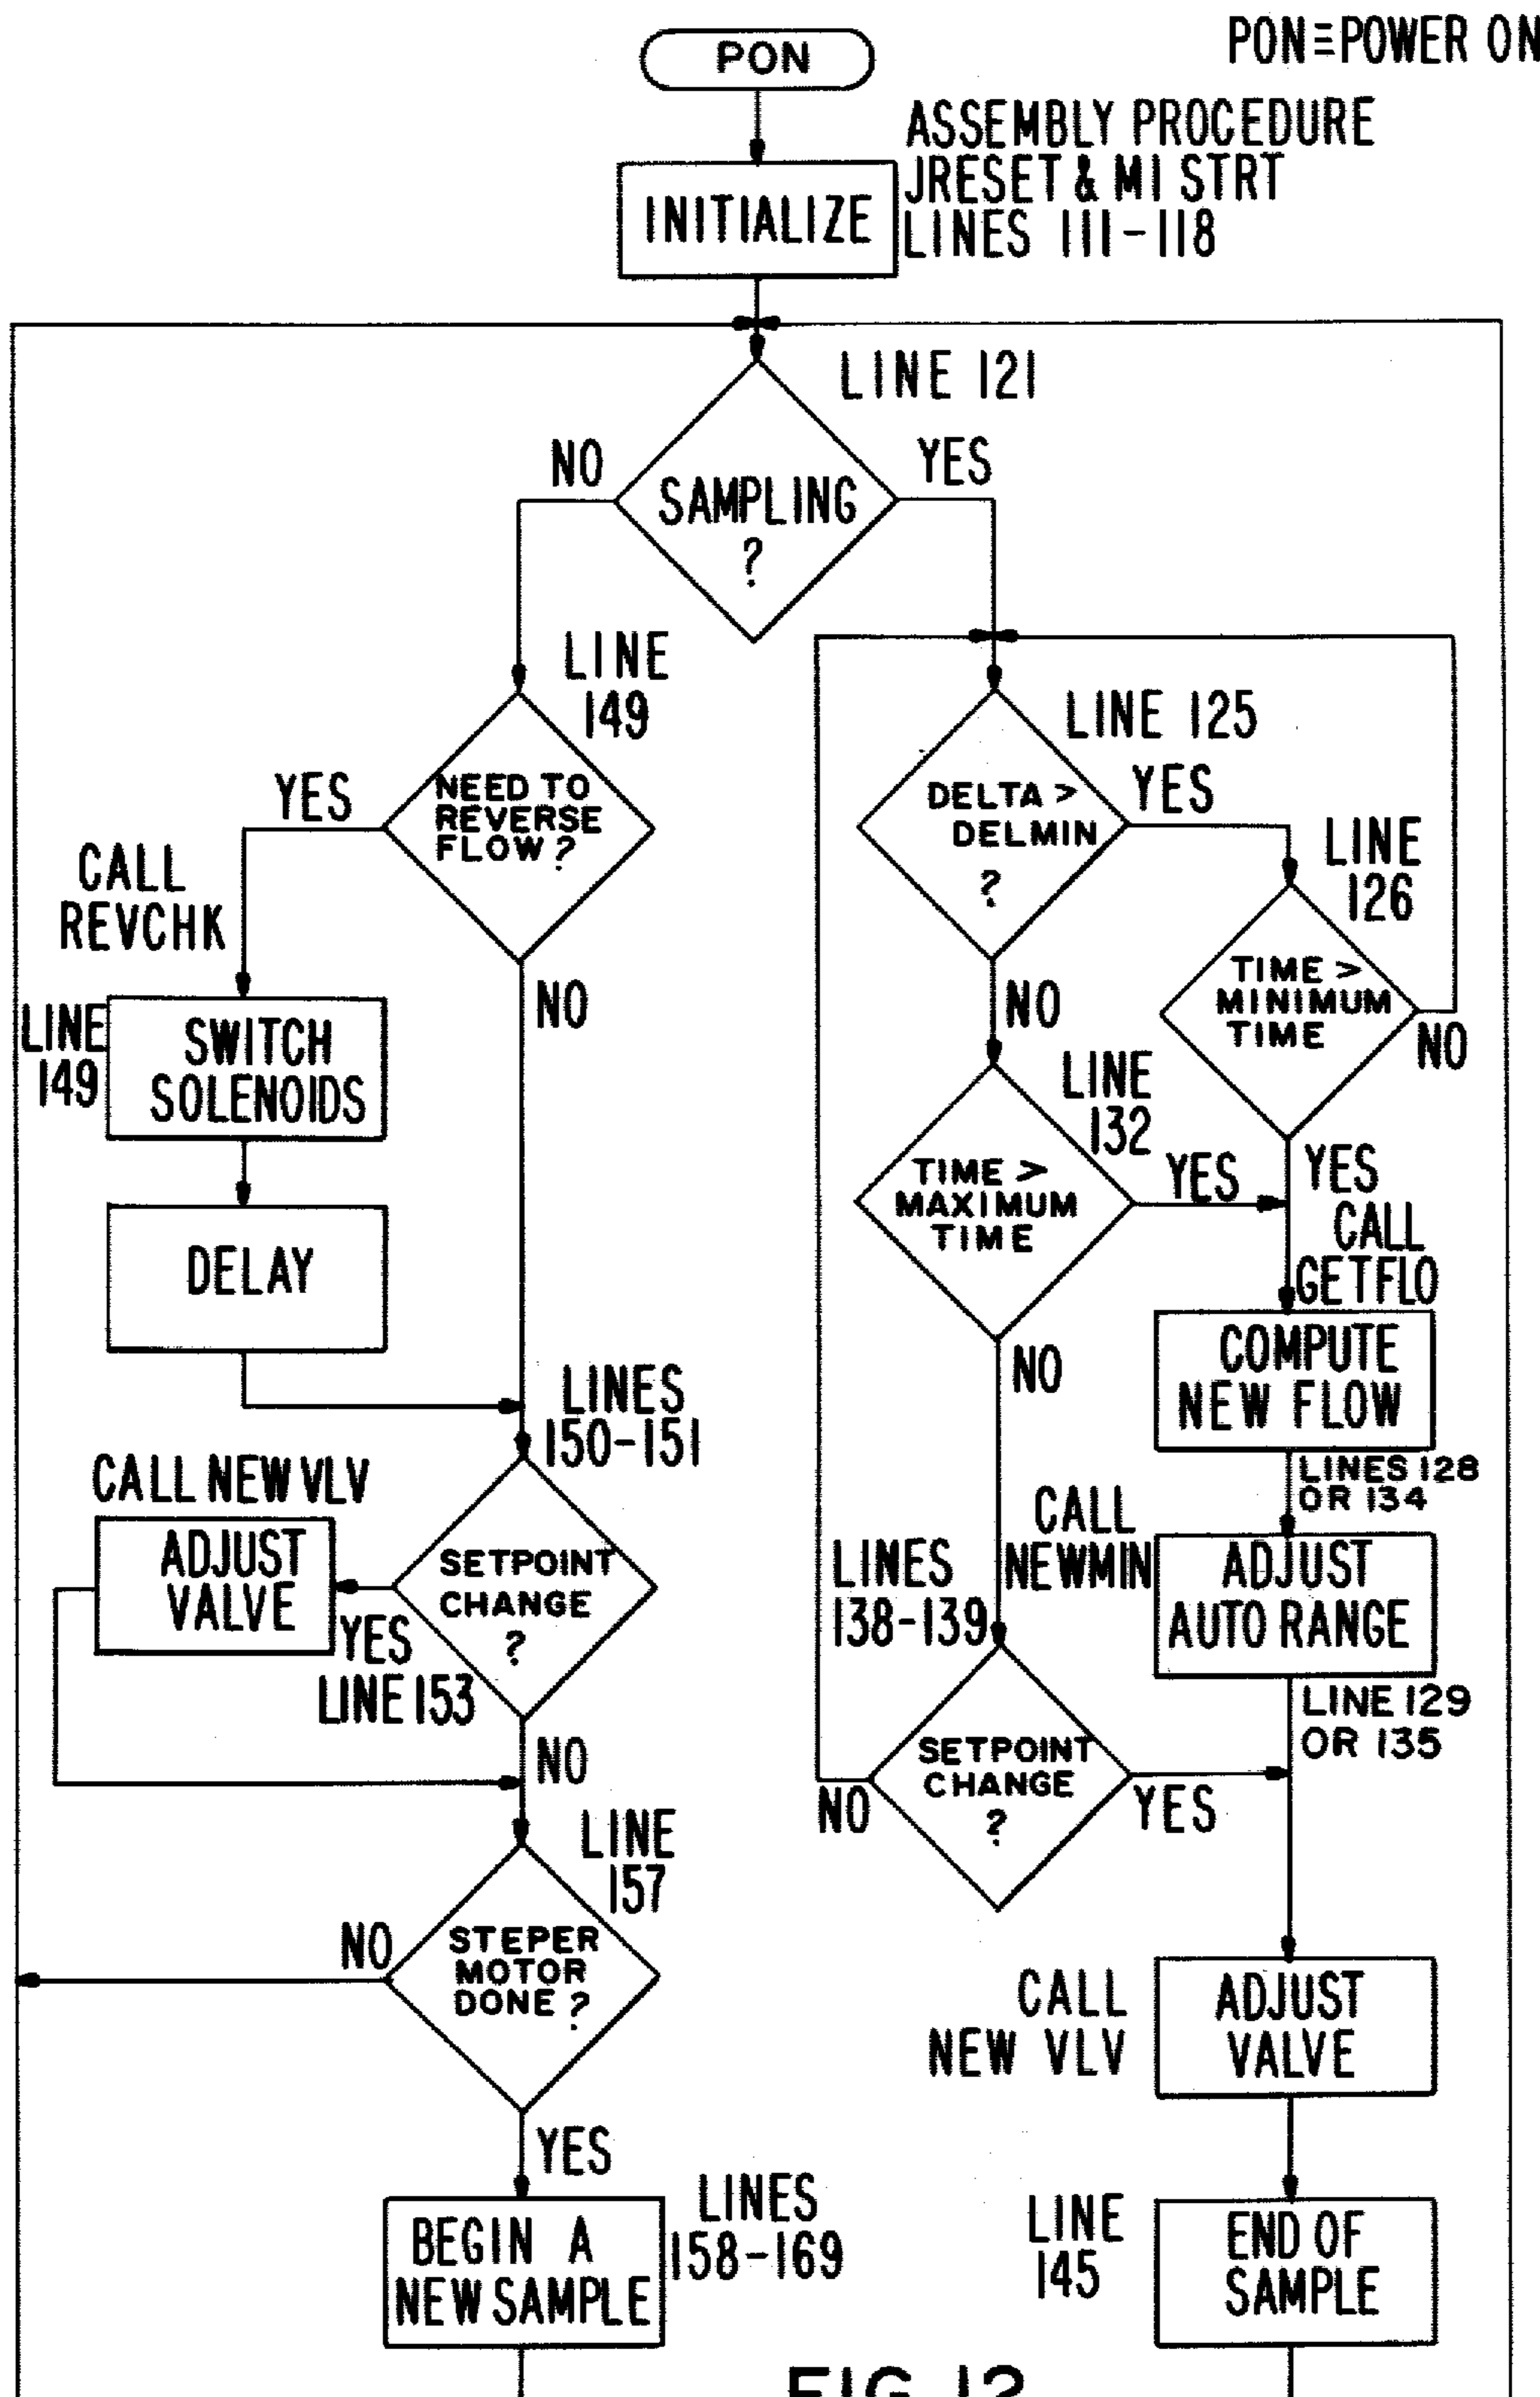 PON≡POWER ON
PON
ASSEMBLY PROCEDURE
JRESET & MI STRT
LINES 111-118
INITIALIZE
LINE 121
NO
YES
SAMPLING
?
LINE
149
NEED TO
REVERSE
FLOW?
YES
NO
CALL
REVCHK
LINE
149
SWITCH
SOLENOIDS
DELAY
LINES
150-151
CALL NEW VLV
ADJUST
VALVE
SETPOINT
CHANGE
?
YES
LINE 153
NO
LINE
157
STEPER
MOTOR
DONE?
NO
YES
BEGIN A
NEW SAMPLE
LINES
158-169
LINE 125
DELTA >
DELMIN
?
YES
NO
LINE
126
TIME >
MINIMUM
TIME
NO
YES
LINE
132
TIME >
MAXIMUM
TIME
YES
NO
CALL
GETFLO
COMPUTE
NEW FLOW
LINES 128
OR 134
CALL
NEWMIN
ADJUST
AUTO RANGE
LINE 129
OR 135
LINES
138-139
SETPOINT
CHANGE
?
NO
YES
CALL
NEW VLV
ADJUST
VALVE
LINE
145
END OF
SAMPLE